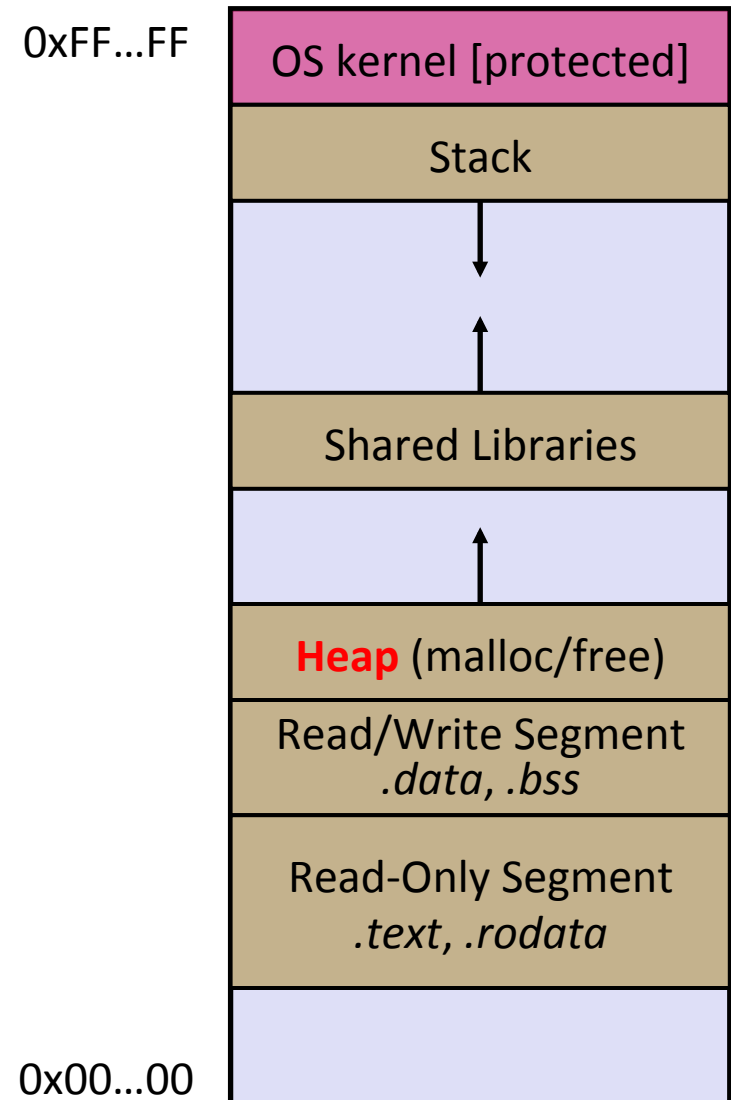 0xFF…FF
OS kernel [protected]
Stack
Shared Libraries
Heap (malloc/free)
Read/Write Segment
.data, .bss
Read-Only Segment
.text, .rodata
0x00…00